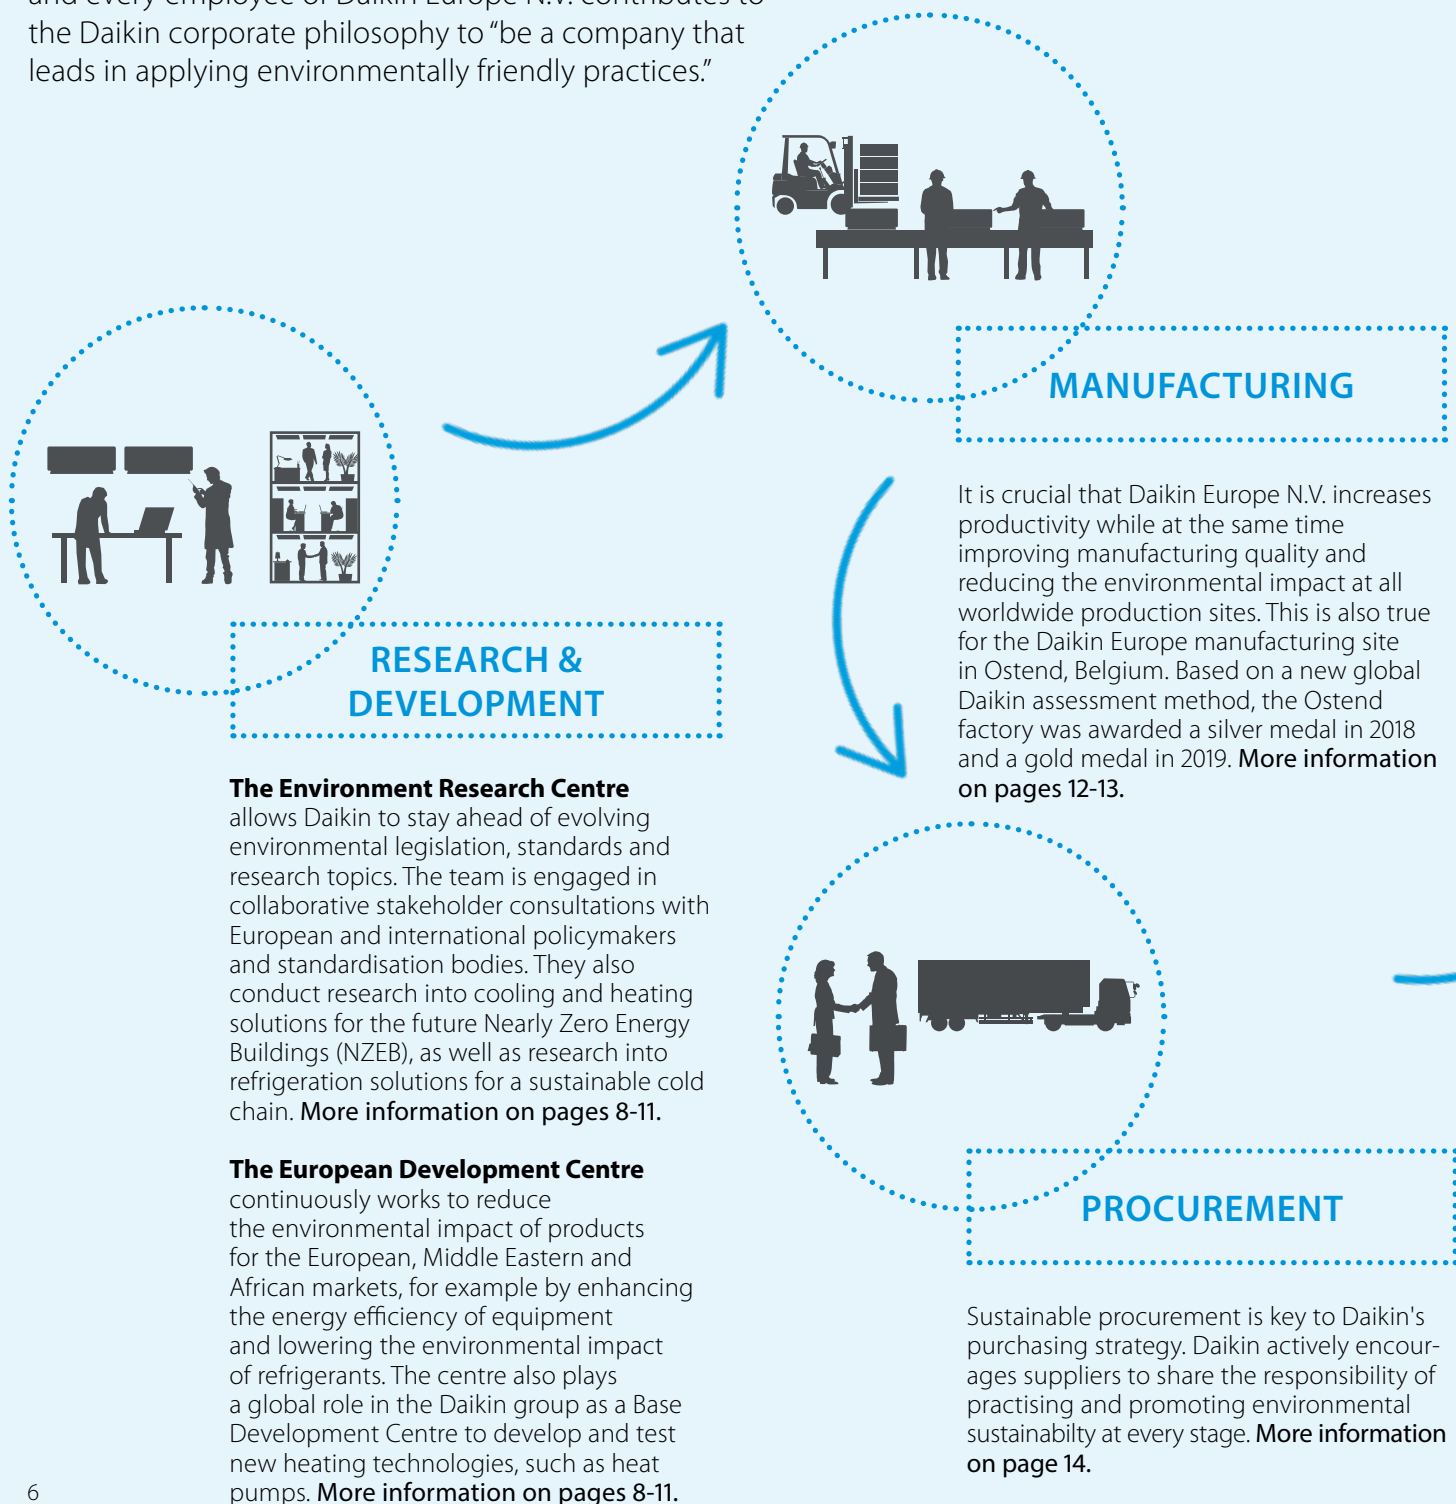 and every employee of Daikin Europe N.V. contributes to
the Daikin corporate philosophy to “be a company that
leads in applying environmentally friendly practices.”
MANUFACTURING
It is crucial that Daikin Europe N.V. increases
productivity while at the same time
improving manufacturing quality and
reducing the environmental impact at all
worldwide production sites. This is also true
for the Daikin Europe manufacturing site
in Ostend, Belgium. Based on a new global
Daikin assessment method, the Ostend
factory was awarded a silver medal in 2018
and a gold medal in 2019. More information
on pages 12-13.
RESEARCH &
DEVELOPMENT
The Environment Research Centre
allows Daikin to stay ahead of evolving
environmental legislation, standards and
research topics. The team is engaged in
collaborative stakeholder consultations with
European and international policymakers
and standardisation bodies. They also
conduct research into cooling and heating
solutions for the future Nearly Zero Energy
Buildings (NZEB), as well as research into
refrigeration solutions for a sustainable cold
chain. More information on pages 8-11.
The European Development Centre
continuously works to reduce
the environmental impact of products
for the European, Middle Eastern and
African markets, for example by enhancing
the energy efficiency of equipment
and lowering the environmental impact
of refrigerants. The centre also plays
a global role in the Daikin group as a Base
Development Centre to develop and test
new heating technologies, such as heat
pumps. More information on pages 8-11.
PROCUREMENT
Sustainable procurement is key to Daikin's
purchasing strategy. Daikin actively encour-
ages suppliers to share the responsibility of
practising and promoting environmental
sustainabilty at every stage. More information
on page 14.
6